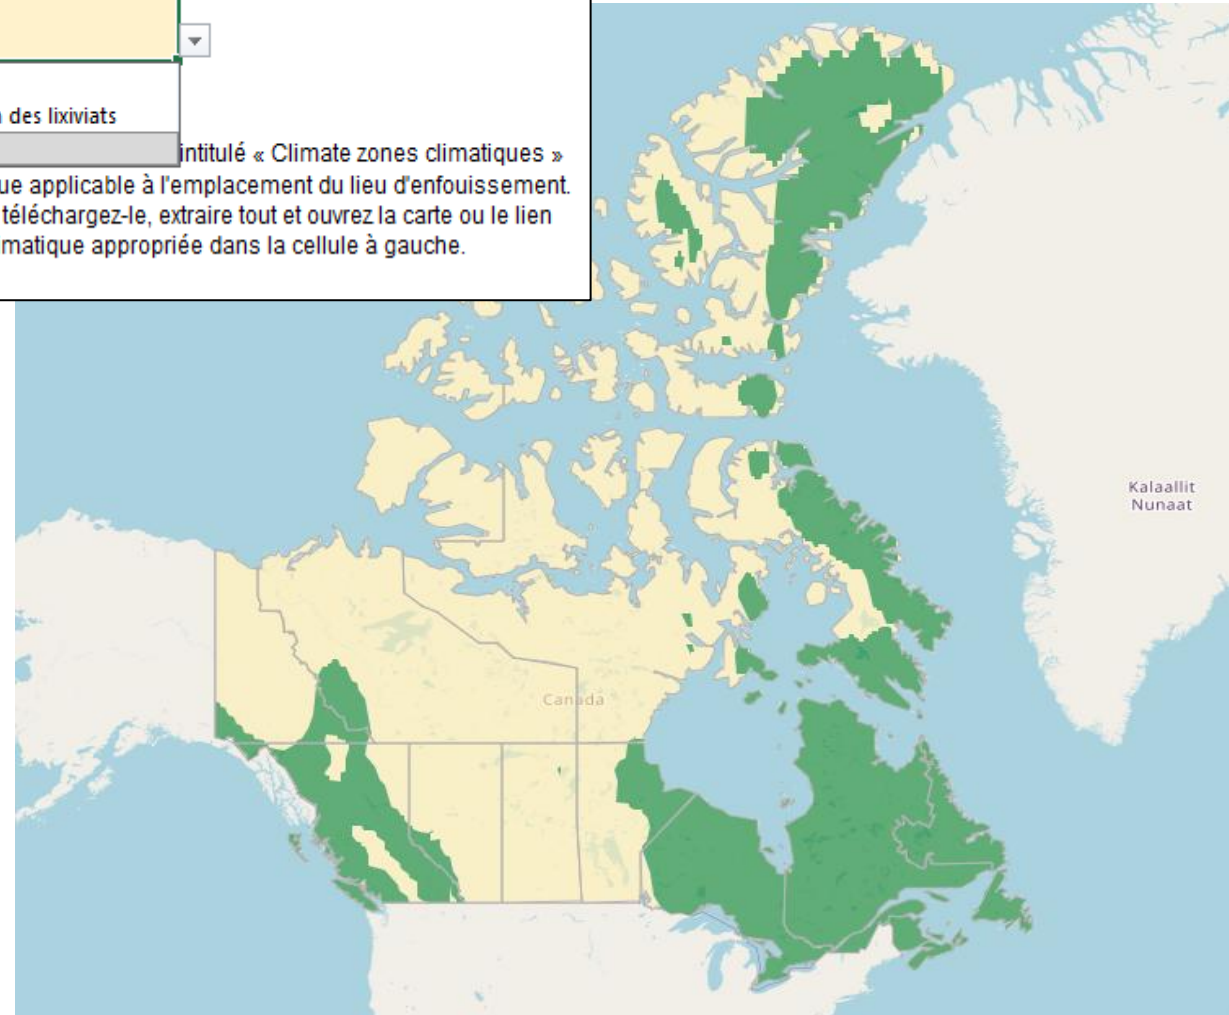 des lixiviats
intitulé « Climate zones climatiques »
ue applicable à l'emplacement du lieu d'enfouissement.
téléchargez-le, extraire tout et ouvrez la carte ou le lien
matique appropriée dans la cellule à gauche.
Kalaallit
Nunaat
Canada